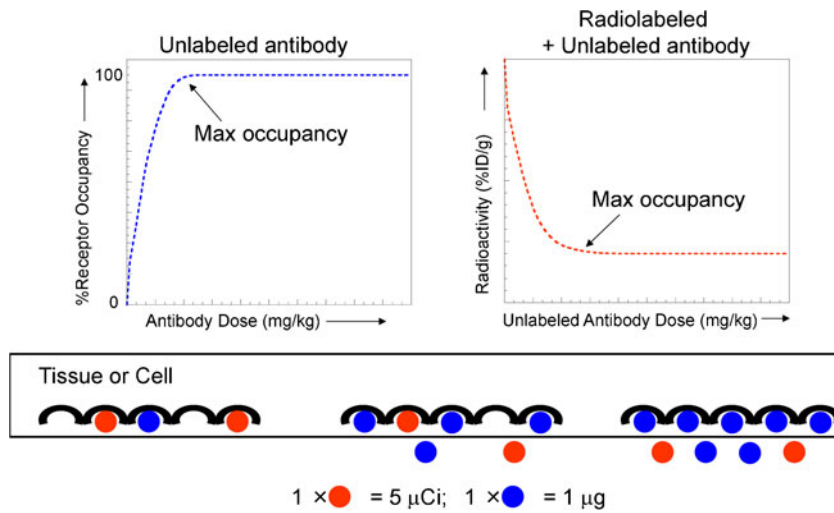 Unlabeled antibody
100
%Receptor Occupancy
Max occupancy
0
Antibody Dose (mg/kg)
Radiolabeled
+ Unlabeled antibody
Radioactivity (%ID/g)
Max occupancy
Unlabeled Antibody Dose (mg/kg)
Tissue or Cell
1 × = 5 μCi; 1 × = 1 μg